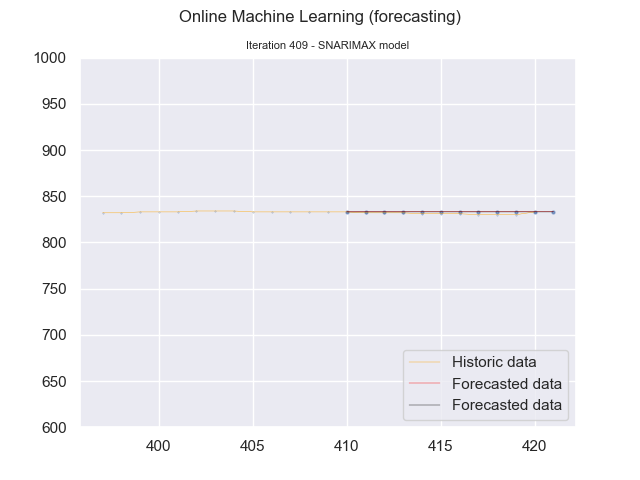 Online Machine Learning (forecasting)
Iteration 409 - SNARIMAX model
1000
950
900
850
800
750
700
650
600
400
405
410
415
420
Historic data
Forecasted data
Forecasted data